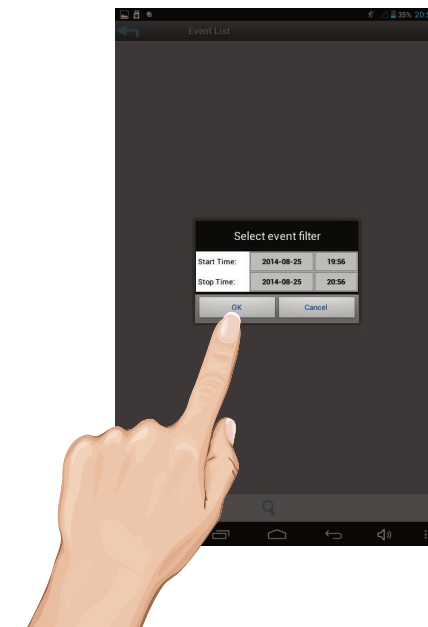 35%
Event List
Select event filter
Start Time: 2014-08-25 19:56
Stop Time: 2014-08-25 20:56
OK Cancel